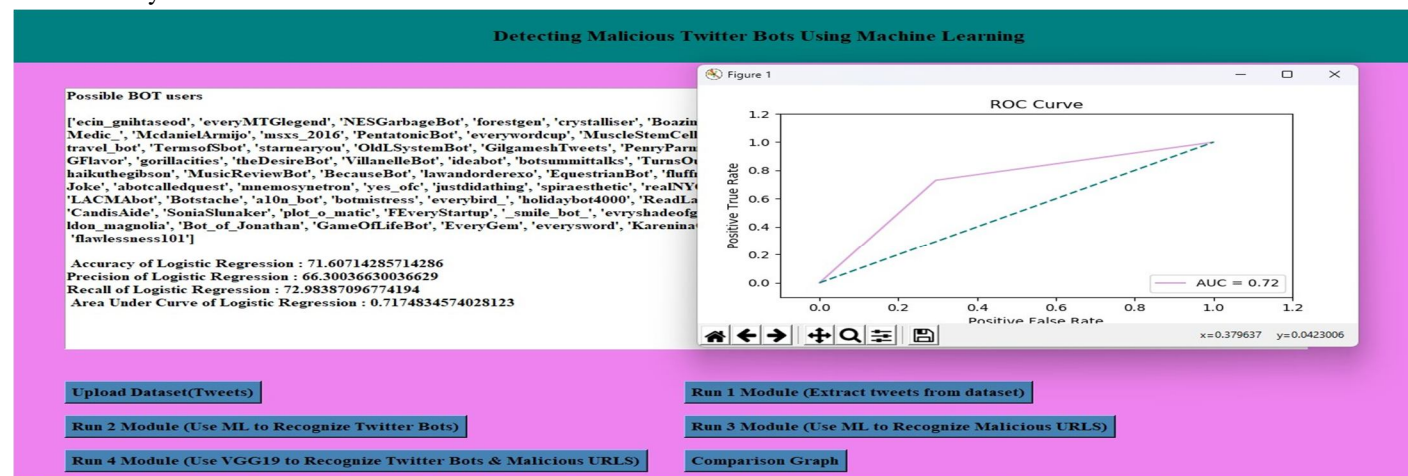 Detecting Malicious Twitter Bots Using Machine Learning
Possible BOT users
['ecin_gnihtaseod', 'everyMTGlegend', 'NESGarbageBot', 'forestgen', 'crystalliser', 'Boazin
Medic_', 'McdanielArmijo', 'msxs_2016', 'PentatonicBot', 'everywordcup', 'MuscleStemCell
travel_bot', 'TermsofSbot', 'starnearyou', 'OldLSystemBot', 'GilgameshTweets', 'PenryParn
GFlavor', 'gorillacities', 'theDesireBot', 'VillanelleBot', 'ideabot', 'botsummittalks', 'TurnsOu
haikuthegibson', 'MusicReviewBot', 'BecauseBot', 'lawandorderexo', 'EquestrianBot', 'fluffr
Joke', 'abotcalledquest', 'mnemosynetron', 'yes_ofc', 'justdidathing', 'spiraesthetic', 'realNY
'LACMAbot', 'Botstache', 'a10n_bot', 'botmistress', 'everybird_', 'holidaybot4000', 'ReadLa
'CandisAide', 'SoniaSlunaker', 'plot_o_matic', 'FEveryStartup', '_smile_bot_', 'evryshadeofg
ldon_magnolia', 'Bot_of_Jonathan', 'GameOfLifeBot', 'EveryGem', 'everysword', 'Karenina
'flawlessness101']
Accuracy of Logistic Regression : 71.60714285714286
Precision of Logistic Regression : 66.30036630036629
Recall of Logistic Regression : 72.98387096774194
Area Under Curve of Logistic Regression : 0.7174834574028123
Figure 1
ROC Curve
Positive True Rate
1.2
1.0
0.8
0.6
0.4
0.2
0.0
AUC = 0.72
0.0 0.2 0.4 0.6 0.8 1.0 1.2
Positive False Rate
x=0.379637 y=0.0423006
Upload Dataset(Tweets)
Run 1 Module (Extract tweets from dataset)
Run 2 Module (Use ML to Recognize Twitter Bots)
Run 3 Module (Use ML to Recognize Malicious URLS)
Run 4 Module (Use VGG19 to Recognize Twitter Bots & Malicious URLS)
Comparison Graph